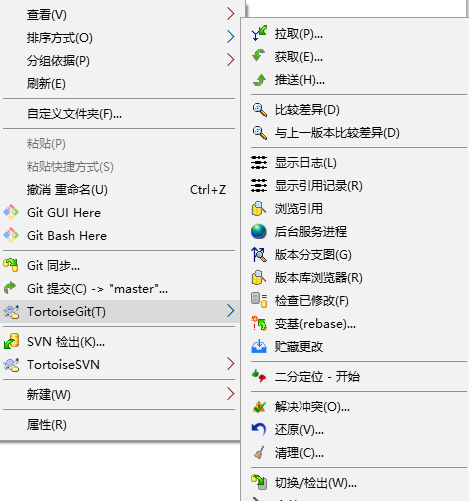 查看(V)
排序方式(O)
分组依据(P)
刷新(E)
自定义文件夹(F)...
粘贴(P)
粘贴快捷方式(S)
撤消 重命名(U) Ctrl+Z
Git GUI Here
Git Bash Here
Git 同步...
Git 提交(C) -> "master"...
TortoiseGit(T)
SVN 检出(K)...
TortoiseSVN
新建(W)
属性(R)
拉取(P)...
获取(E)...
推送(H)...
比较差异(D)
与上一版本比较差异(D)
显示日志(L)
显示引用记录(R)
浏览引用
后台服务进程
版本分支图(G)
版本库浏览器(R)
检查已修改(F)
变基(rebase)...
贮藏更改
二分定位 - 开始
解决冲突(O)...
还原(V)...
清理(C)...
切换/检出(W)...